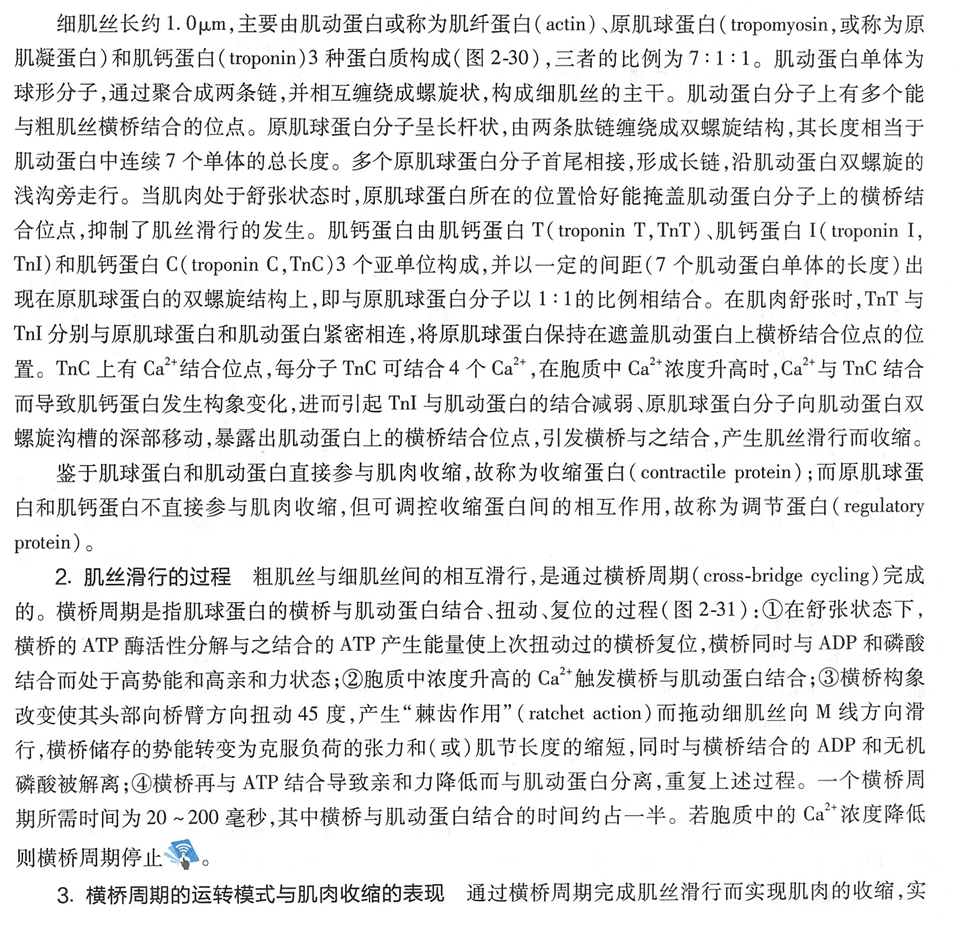 细肌丝长约1.0μm,主要由肌动蛋白或称为肌纤蛋白(actin)、原肌球蛋白(tropomyosin,或称为原
肌凝蛋白)和肌钙蛋白(troponin)3 种蛋白质构成(图 2-30),三者的比例为 7∶1∶1。肌动蛋白单体为
球形分子,通过聚合成两条链,并相互缠绕成螺旋状,构成细肌丝的主干。肌动蛋白分子上有多个能
与粗肌丝横桥结合的位点。原肌球蛋白分子呈长杆状,由两条肽链缠绕成双螺旋结构,其长度相当于
肌动蛋白中连续 7 个单体的总长度。多个原肌球蛋白分子首尾相接,形成长链,沿肌动蛋白双螺旋的
浅沟旁走行。当肌肉处于舒张状态时,原肌球蛋白所在的位置恰好能掩盖肌动蛋白分子上的横桥结
合位点,抑制了肌丝滑行的发生。肌钙蛋白由肌钙蛋白 T(troponin T,TnT)、肌钙蛋白 I(troponin I,
TnI)和肌钙蛋白 C(troponin C,TnC)3 个亚单位构成,并以一定的间距(7 个肌动蛋白单体的长度)出
现在原肌球蛋白的双螺旋结构上,即与原肌球蛋白分子以 1∶1的比例相结合。在肌肉舒张时,TnT 与
TnI 分别与原肌球蛋白和肌动蛋白紧密相连,将原肌球蛋白保持在遮盖肌动蛋白上横桥结合位点的位
置。TnC 上有 Ca²⁺结合位点,每分子 TnC 可结合 4 个 Ca²⁺,在胞质中 Ca²⁺浓度升高时,Ca²⁺与 TnC 结合
而导致肌钙蛋白发生构象变化,进而引起 TnI 与肌动蛋白的结合减弱、原肌球蛋白分子向肌动蛋白双
螺旋沟槽的深部移动,暴露出肌动蛋白上的横桥结合位点,引发横桥与之结合,产生肌丝滑行而收缩。
鉴于肌球蛋白和肌动蛋白直接参与肌肉收缩,故称为收缩蛋白(contractile protein);而原肌球蛋
白和肌钙蛋白不直接参与肌肉收缩,但可调控收缩蛋白间的相互作用,故称为调节蛋白(regulatory
protein)。
2. 肌丝滑行的过程 粗肌丝与细肌丝间的相互滑行,是通过横桥周期(cross-bridge cycling)完成
的。横桥周期是指肌球蛋白的横桥与肌动蛋白结合、扭动、复位的过程(图 2-31):①在舒张状态下,
横桥的 ATP 酶活性分解与之结合的 ATP 产生能量使上次扭动过的横桥复位,横桥同时与 ADP 和磷酸
结合而处于高势能和高亲和力状态;②胞质中浓度升高的 Ca²⁺触发横桥与肌动蛋白结合;③横桥构象
改变使其头部向桥臂方向扭动 45 度,产生“棘齿作用”(ratchet action)而拖动细肌丝向 M 线方向滑
行,横桥储存的势能转变为克服负荷的张力和(或)肌节长度的缩短,同时与横桥结合的 ADP 和无机
磷酸被解离;④横桥再与 ATP 结合导致亲和力降低而与肌动蛋白分离,重复上述过程。一个横桥周
期所需时间为 20～200 毫秒,其中横桥与肌动蛋白结合的时间约占一半。若胞质中的 Ca²⁺浓度降低
则横桥周期停止。
3. 横桥周期的运转模式与肌肉收缩的表现 通过横桥周期完成肌丝滑行而实现肌肉的收缩,实